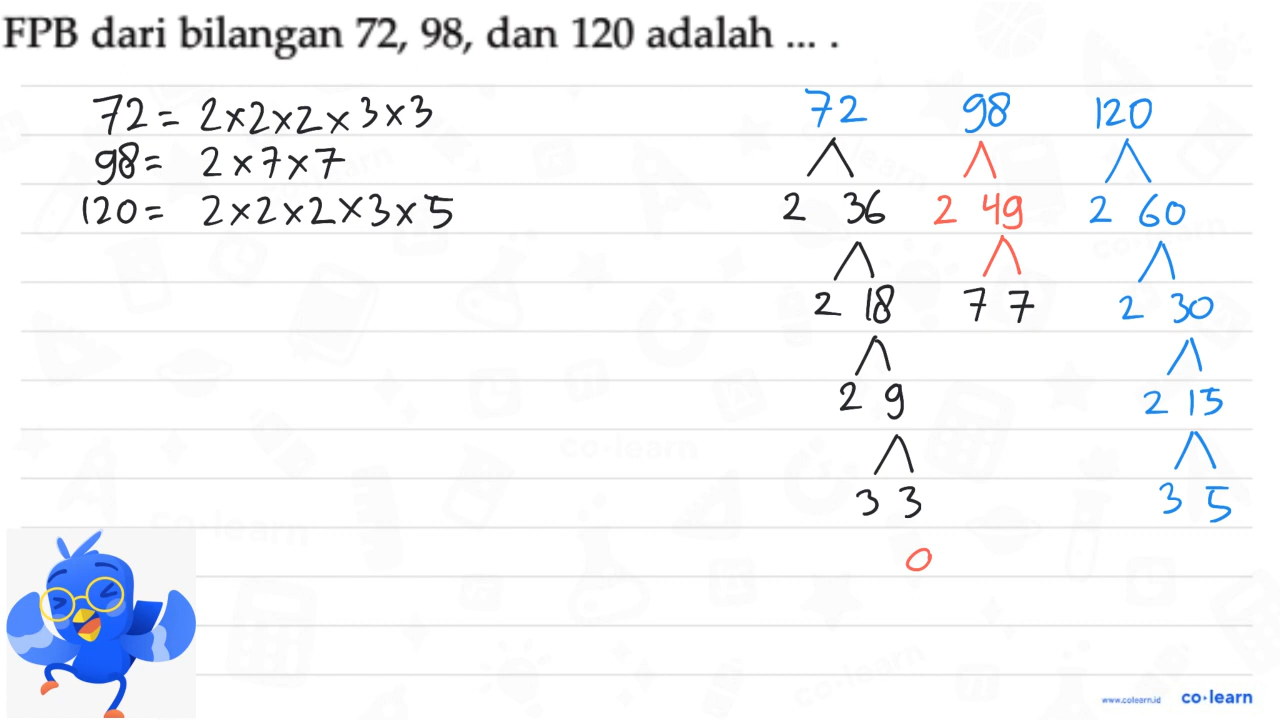 FPB dari bilangan 72, 98, dan 120 adalah ... .
72 = 2×2×2×3×3
98 = 2×7×7
120 = 2×2×2×3×5
72 98 120
2 36 2 49 2 60
2 18 7 7 2 30
2 9 2 15
3 3 3 5
0
www.colearn.id co·learn